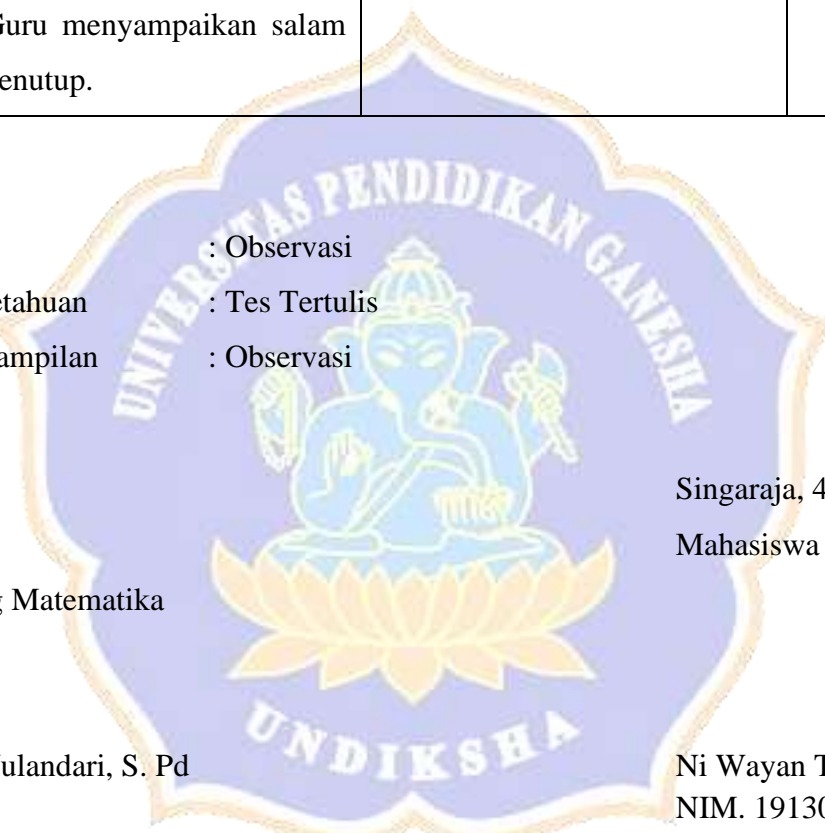 Guru menyampaikan salam
enutup.
UNIVERSITAS PENDIDIKAN GANESHA
: Observasi
etahuan : Tes Tertulis
ampilan : Observasi
Singaraja, 4
Mahasiswa
g Matematika
ulandari, S. Pd
Ni Wayan T
NIM. 19130
UNDIKSHA